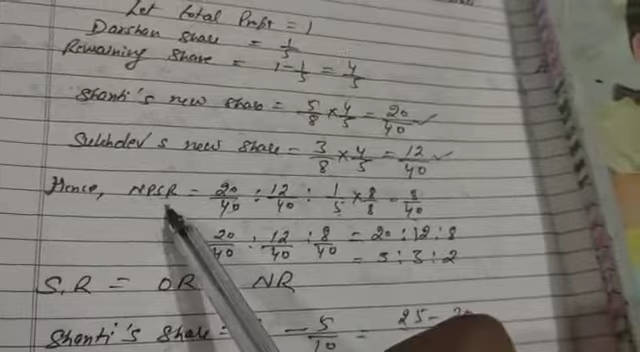 Let total Profit = 1
Darshan share = 1/5
Remaining share = 1 - 1/5 = 4/5
Shanti's new share = 5/8 × 4/5 = 20/40 ✓
Sukhdev's new share = 3/8 × 4/5 = 12/40 ✓
Hence, NPSR = 20/40 : 12/40 : 1/5 × 8/8 = 8/40
20/40 : 12/40 : 8/40 = 20 : 12 : 8
= 5 : 3 : 2
S.R = OR NR
Shanti's share = - 5/10 = 25 -